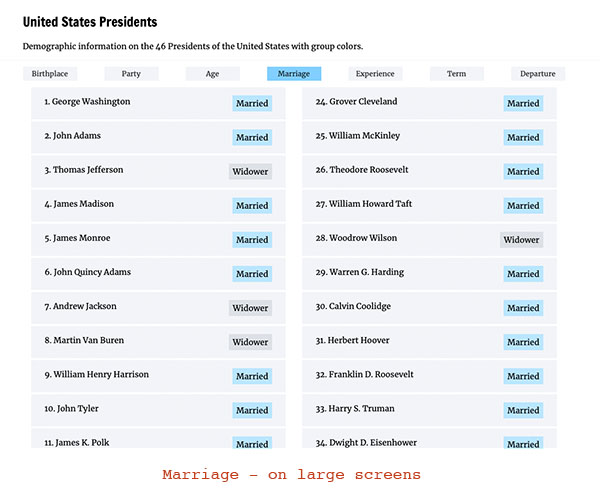 United States Presidents
Demographic information on the 46 Presidents of the United States with group colors.
Birthplace Party Age Marriage Experience Term Departure
1. George Washington Married
2. John Adams Married
3. Thomas Jefferson Widower
4. James Madison Married
5. James Monroe Married
6. John Quincy Adams Married
7. Andrew Jackson Widower
8. Martin Van Buren Widower
9. William Henry Harrison Married
10. John Tyler Married
11. James K. Polk Married
24. Grover Cleveland Married
25. William McKinley Married
26. Theodore Roosevelt Married
27. William Howard Taft Married
28. Woodrow Wilson Widower
29. Warren G. Harding Married
30. Calvin Coolidge Married
31. Herbert Hoover Married
32. Franklin D. Roosevelt Married
33. Harry S. Truman Married
34. Dwight D. Eisenhower Married
Marriage – on large screens